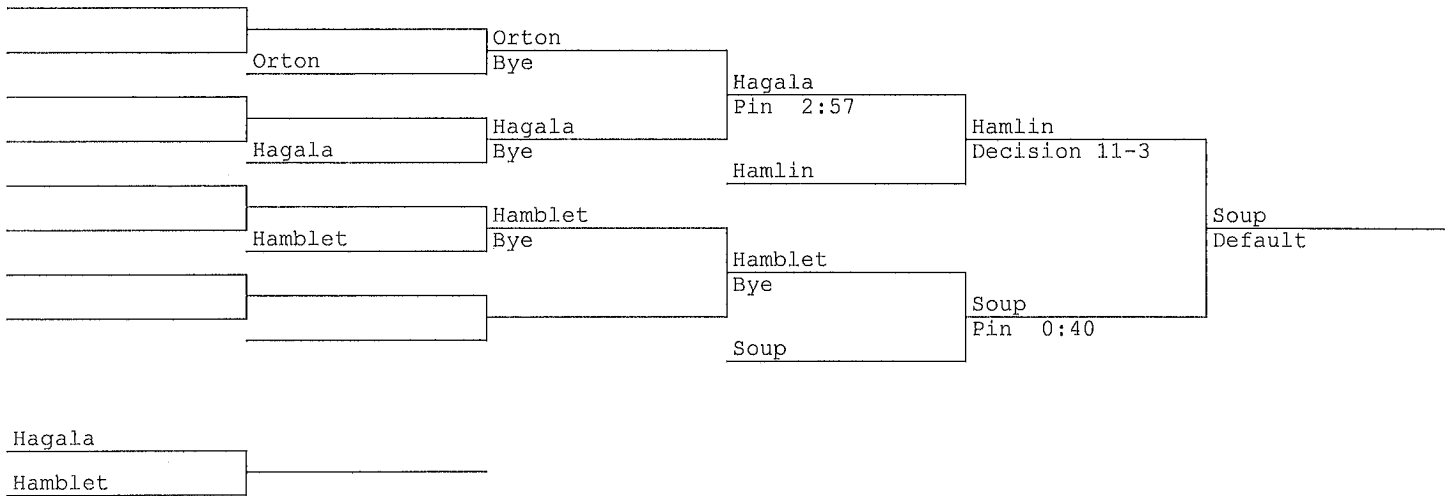 Orton
Orton
Bye
Hagala
Pin 2:57
Hagala
Hagala
Bye
Hamlin
Hamlin
Decision 11-3
Hamblet
Hamblet
Bye
Soup
Default
Hamblet
Bye
Soup
Soup
Pin 0:40
Hagala
Hamblet